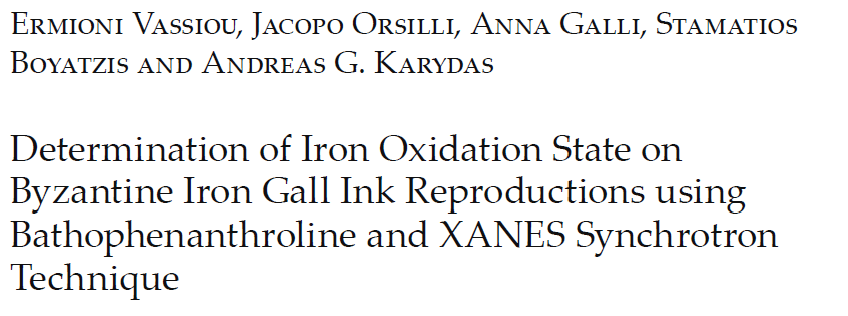 Ermioni Vassiou, Jacopo Orsilli, Anna Galli, Stamatios
Boyatzis and Andreas G. Karydas
Determination of Iron Oxidation State on
Byzantine Iron Gall Ink Reproductions using
Bathophenanthroline and XANES Synchrotron
Technique